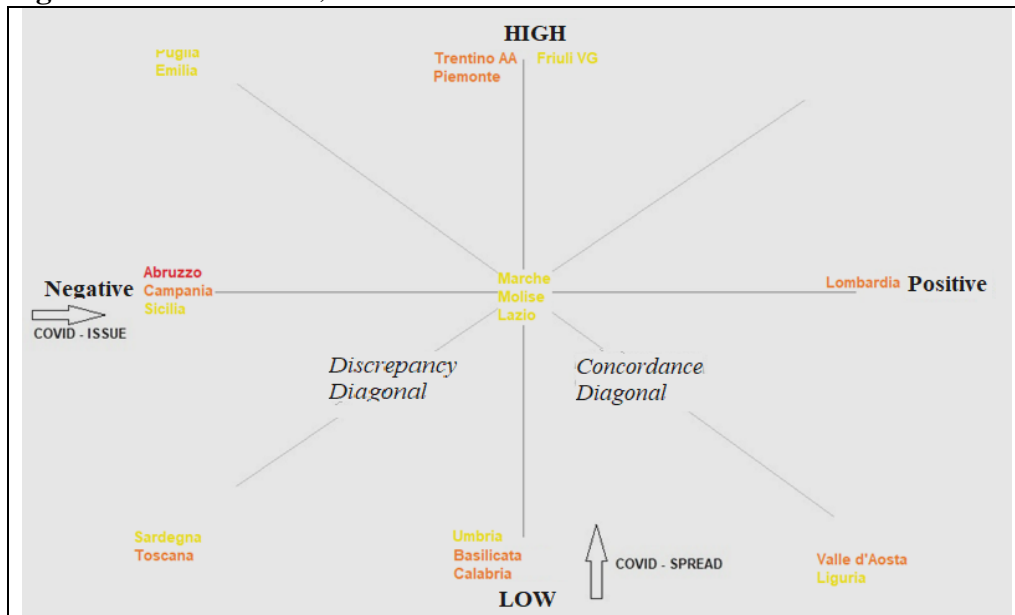 HIGH
Puglia
Emilia
Trentino AA
Piemonte
Friuli VG
Abruzzo
Negative Campania
Sicilia
COVID - ISSUE
Marche
Molise
Lazio
Lombardia Positive
Discrepancy
Diagonal
Concordance
Diagonal
Sardegna
Toscana
Umbria
Basilicata
Calabria
COVID - SPREAD
Valle d'Aosta
Liguria
LOW